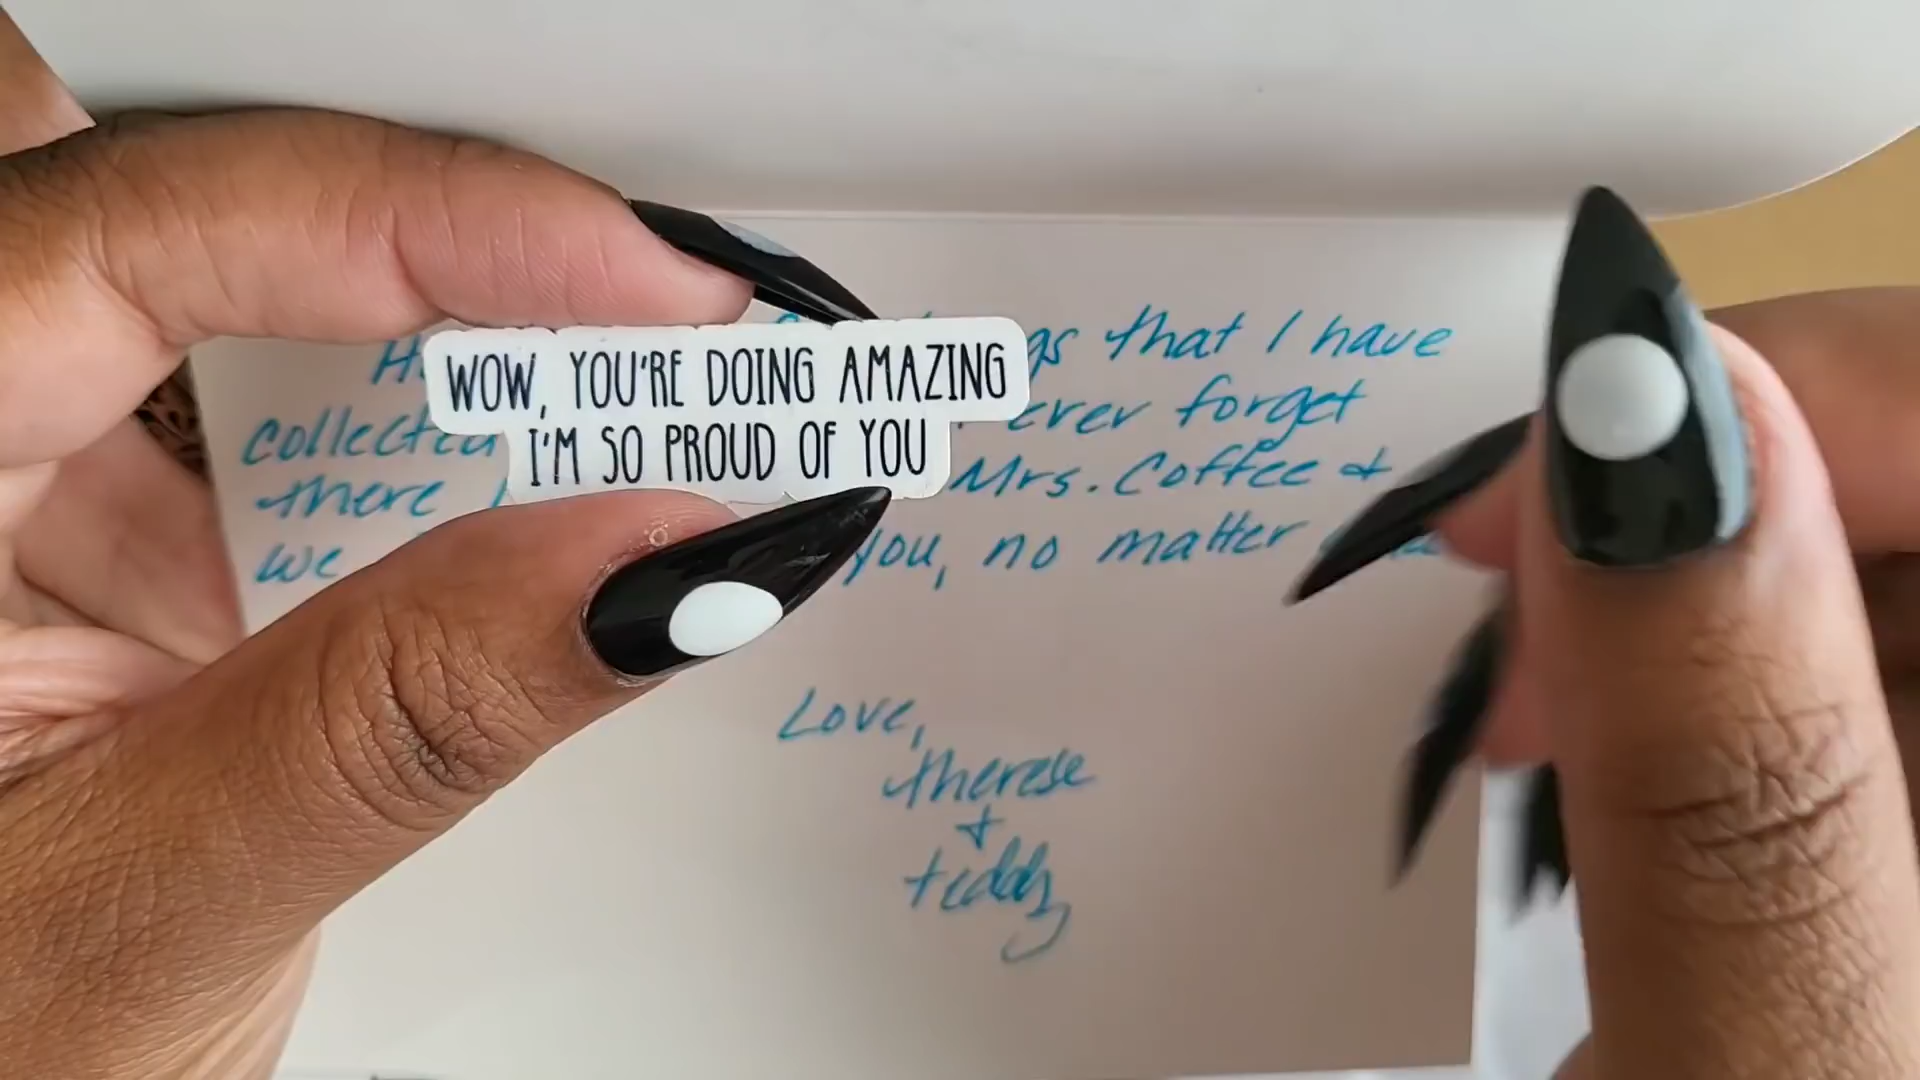 WOW, YOU'RE DOING AMAZING
I'M SO PROUD OF YOU
that I have
collected ever forget
there Mrs. Coffee &
we you, no matter
Love,
Therese
+
Teddy